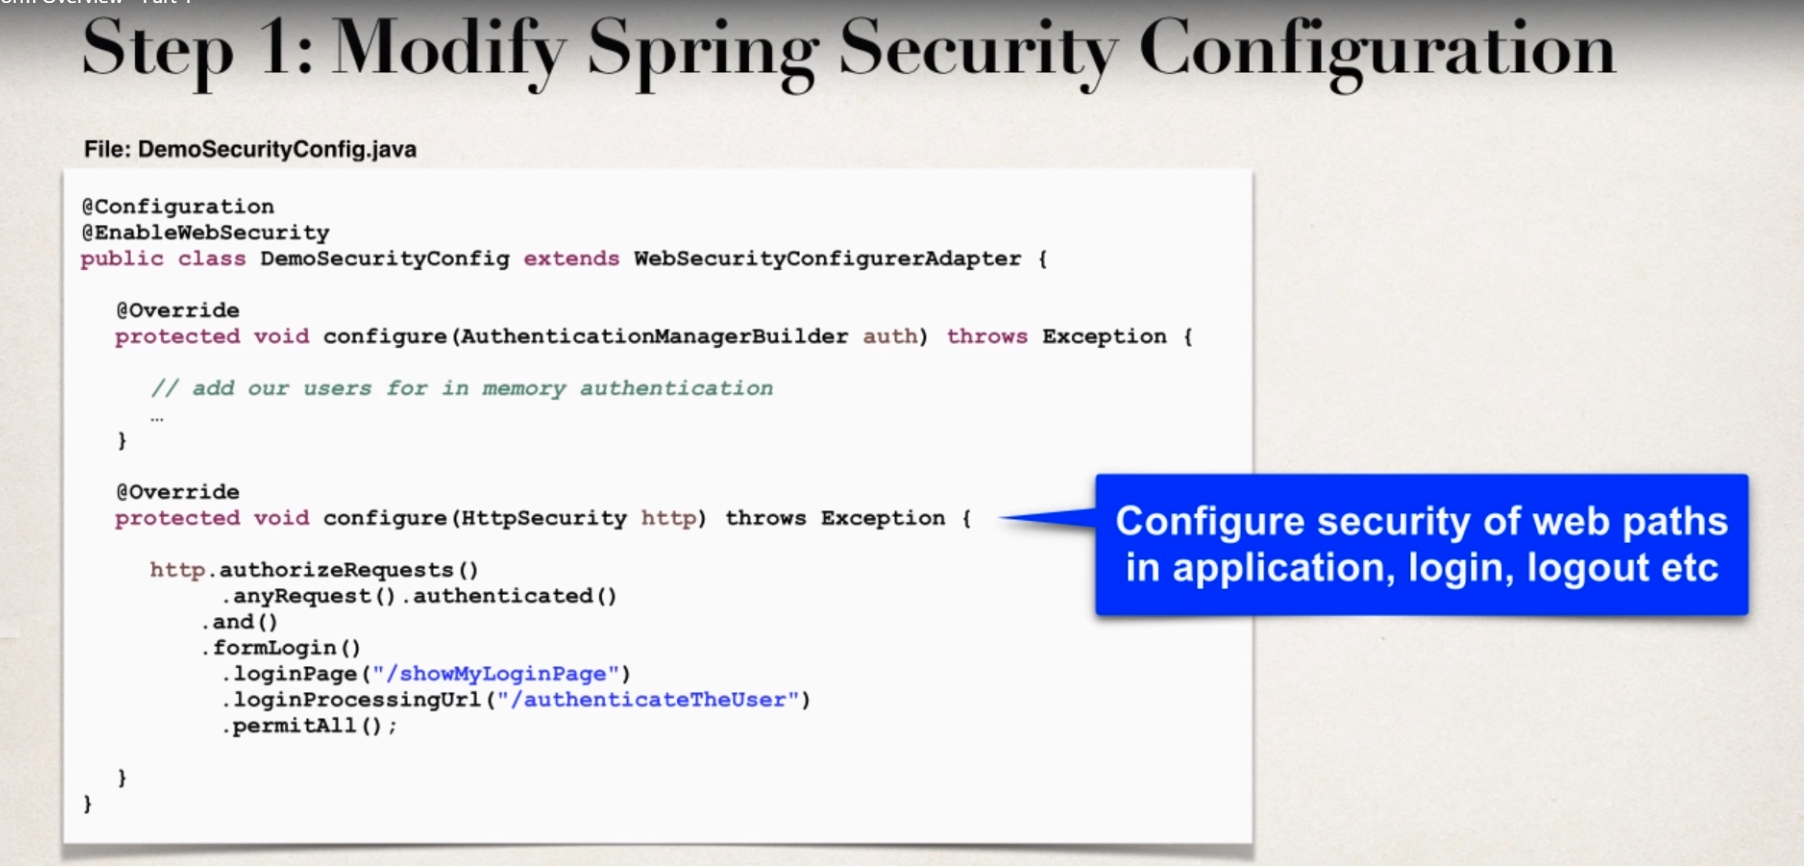 Step 1: Modify Spring Security Configuration
File: DemoSecurityConfig.java
@Configuration
@EnableWebSecurity
public class DemoSecurityConfig extends WebSecurityConfigurerAdapter {
@Override
protected void configure(AuthenticationManagerBuilder auth) throws Exception {
// add our users for in memory authentication
…
}
@Override
protected void configure(HttpSecurity http) throws Exception {
Configure security of web paths
in application, login, logout etc
http.authorizeRequests()
.anyRequest().authenticated()
.and()
.formLogin()
.loginPage("/showMyLoginPage")
.loginProcessingUrl("/authenticateTheUser")
.permitAll();
}
}